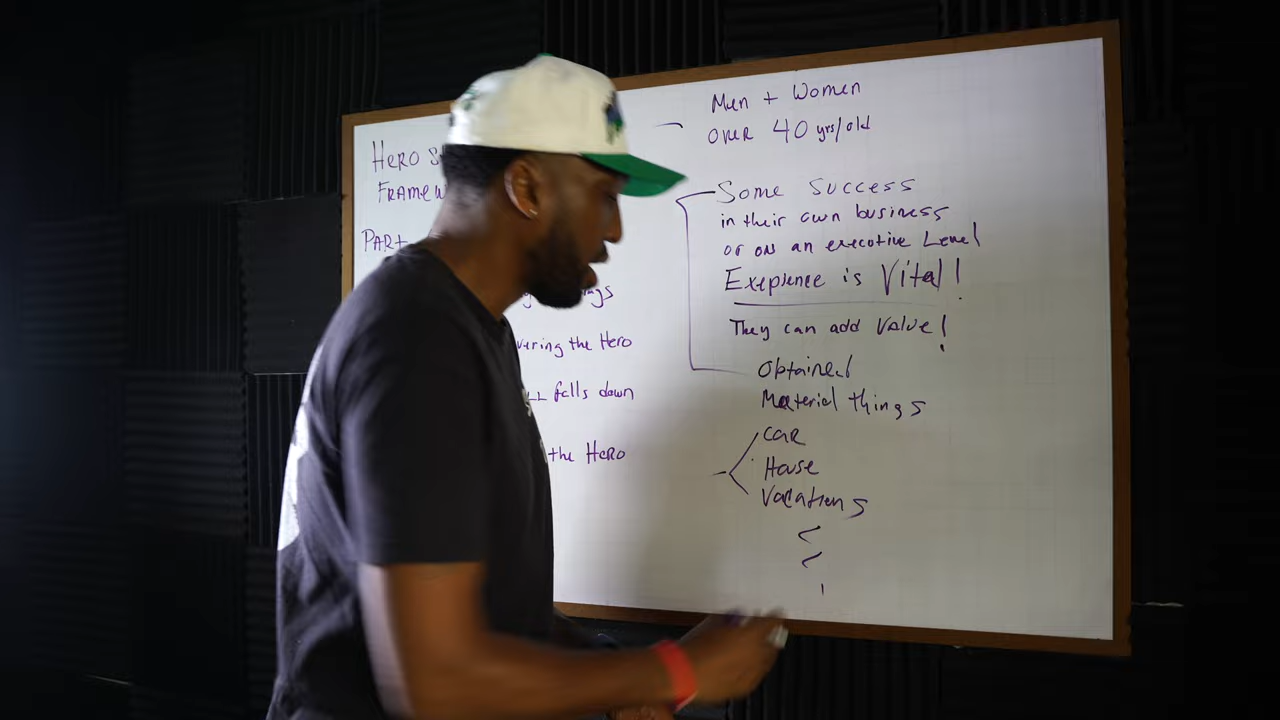 Hero S
Framew
Part
ngs
vering the Hero
LL falls down
the Hero
Men + Women
over 40 yrs/old
Some Success
in their own business
or on an executive Level
Exeprence is Vital!
They can add Value!
Obtained
Material things
Car
House
Vacations